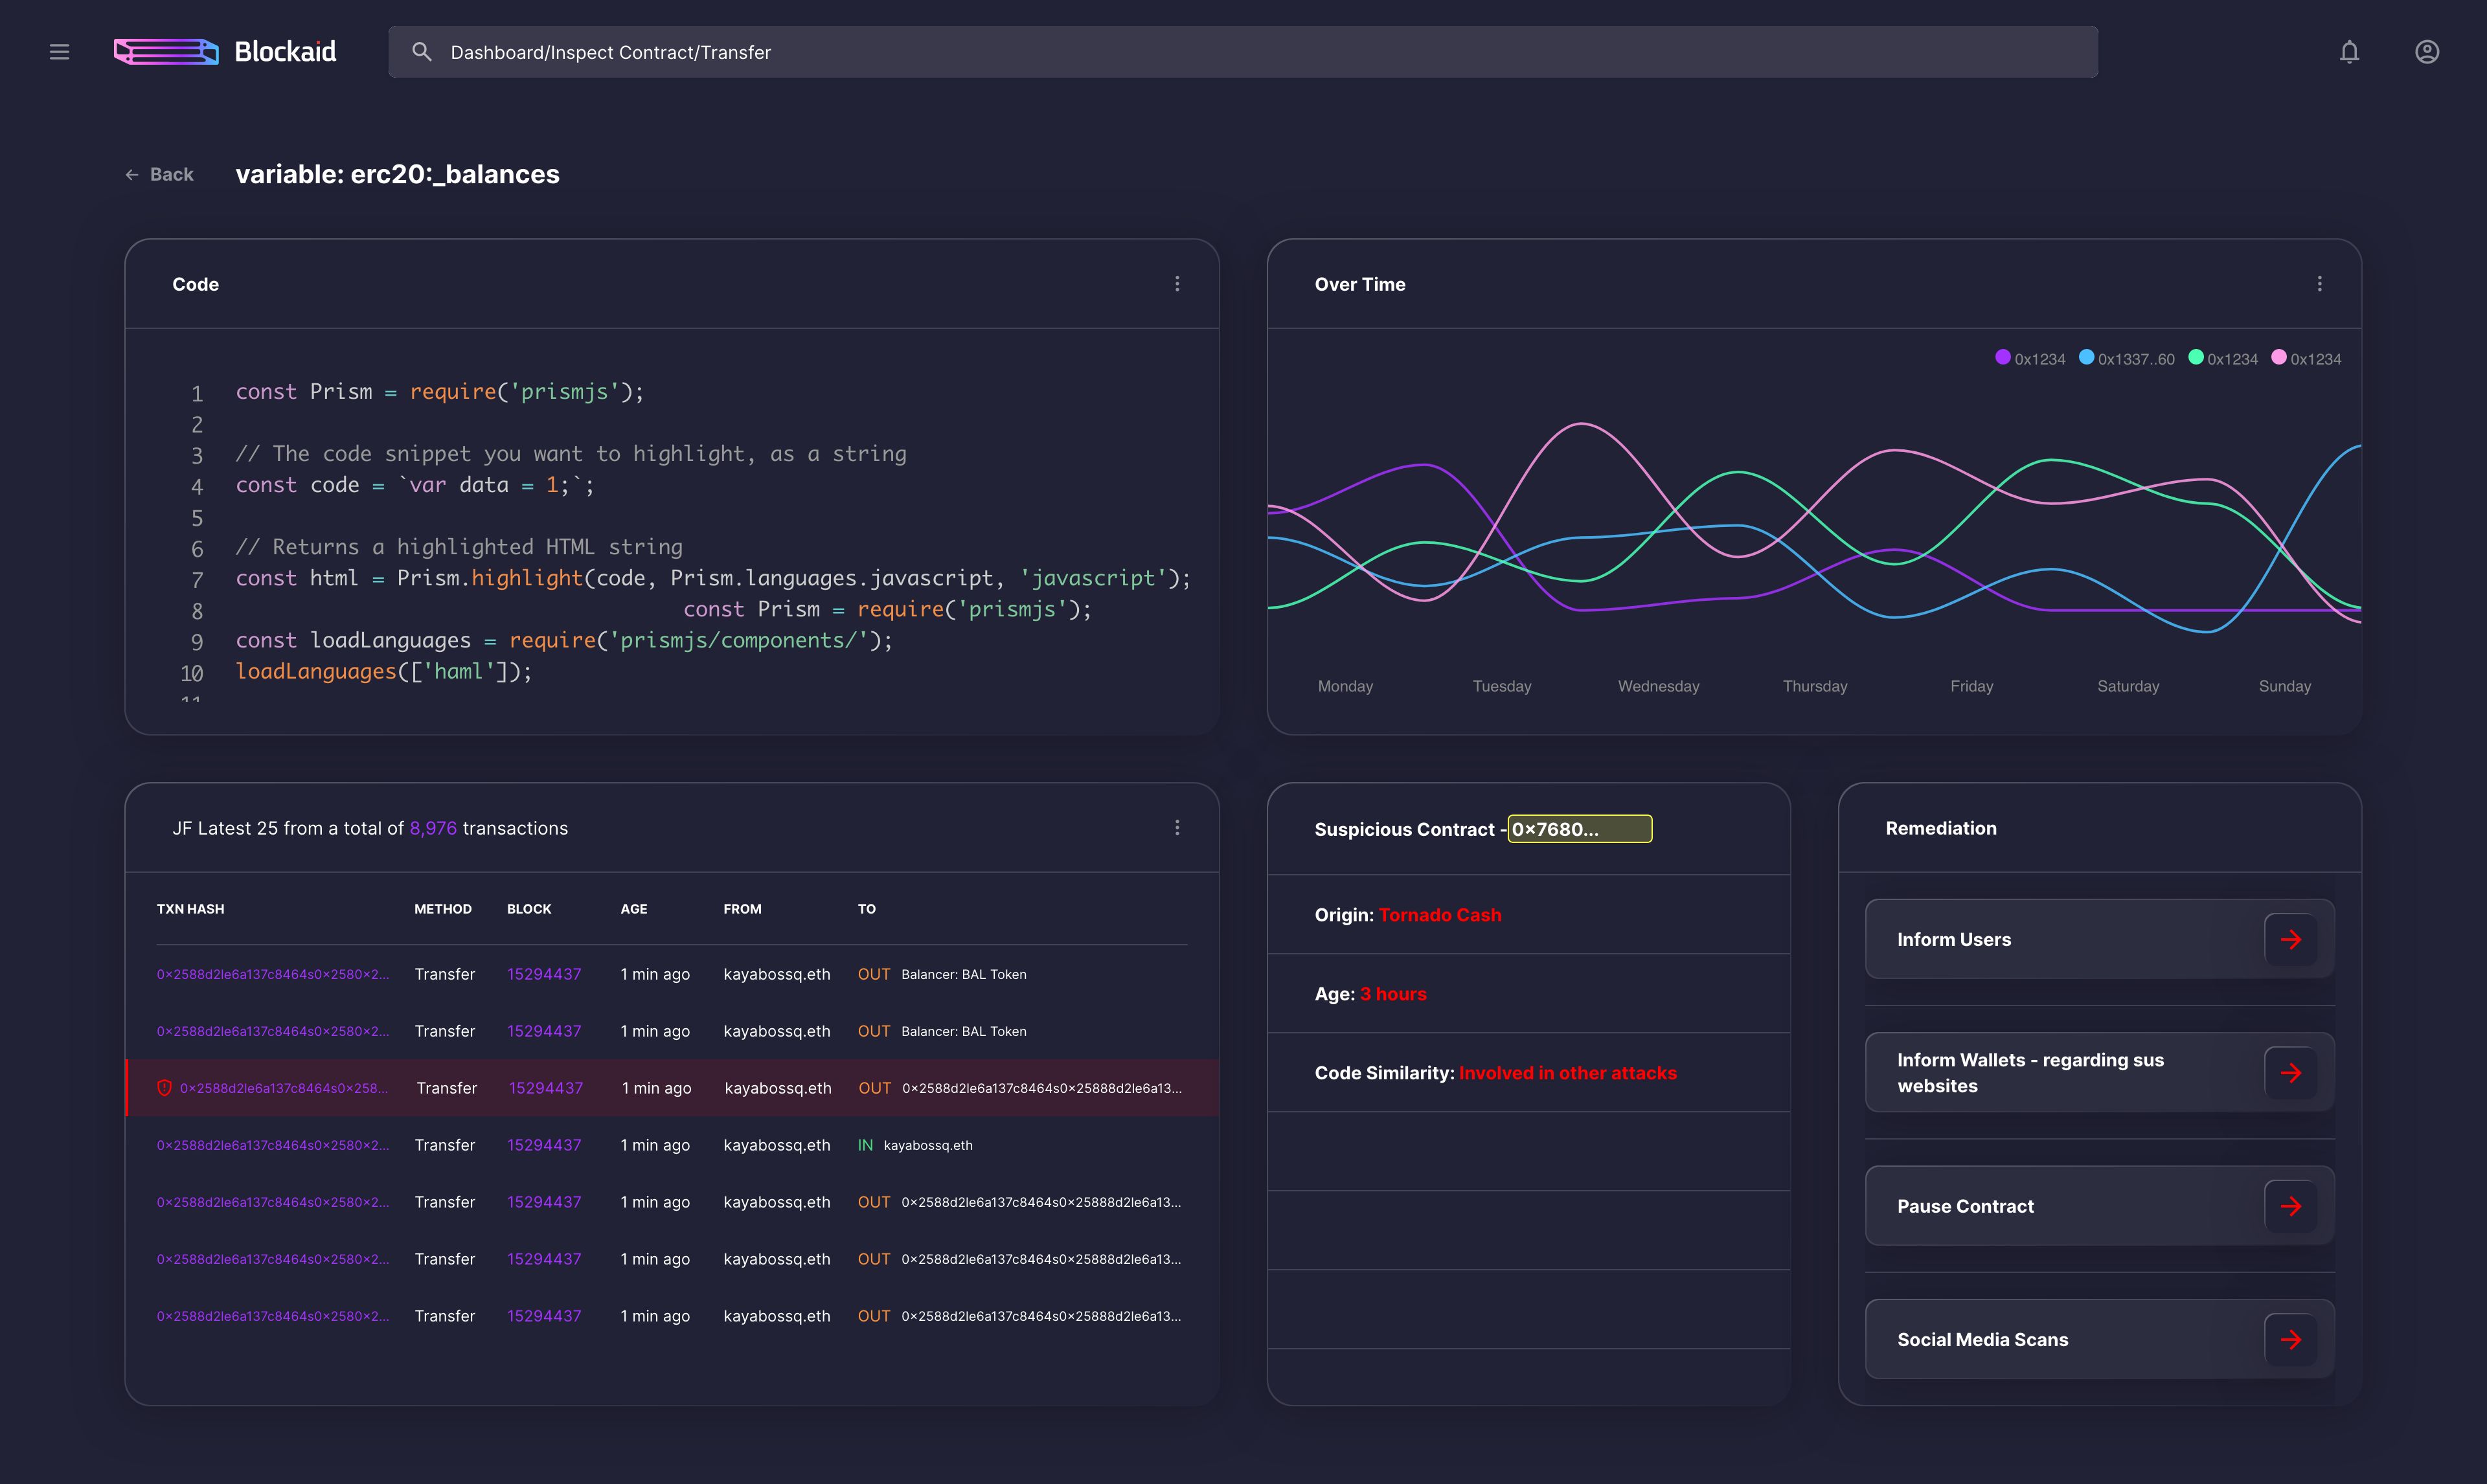 Blockaid
Dashboard/Inspect Contract/Transfer
Back
variable: erc20:_balances
Code
1 const Prism = require('prismjs');
2
3 // The code snippet you want to highlight, as a string
4 const code = `var data = 1;`;
5
6 // Returns a highlighted HTML string
7 const html = Prism.highlight(code, Prism.languages.javascript, 'javascript');
8 const Prism = require('prismjs');
9 const loadLanguages = require('prismjs/components/');
10 loadLanguages(['haml']);
Over Time
0x1234 0x1337..60 0x1234 0x1234
Monday Tuesday Wednesday Thursday Friday Saturday Sunday
JF Latest 25 from a total of 8,976 transactions
TXN HASH METHOD BLOCK AGE FROM TO
0×2588d2le6a137c8464s0×2580×2... Transfer 15294437 1 min ago kayabossq.eth OUT Balancer: BAL Token
0×2588d2le6a137c8464s0×2580×2... Transfer 15294437 1 min ago kayabossq.eth OUT Balancer: BAL Token
0×2588d2le6a137c8464s0×258... Transfer 15294437 1 min ago kayabossq.eth OUT 0×2588d2le6a137c8464s0×25888d2le6a13...
0×2588d2le6a137c8464s0×2580×2... Transfer 15294437 1 min ago kayabossq.eth IN kayabossq.eth
0×2588d2le6a137c8464s0×2580×2... Transfer 15294437 1 min ago kayabossq.eth OUT 0×2588d2le6a137c8464s0×25888d2le6a13...
0×2588d2le6a137c8464s0×2580×2... Transfer 15294437 1 min ago kayabossq.eth OUT 0×2588d2le6a137c8464s0×25888d2le6a13...
0×2588d2le6a137c8464s0×2580×2... Transfer 15294437 1 min ago kayabossq.eth OUT 0×2588d2le6a137c8464s0×25888d2le6a13...
Suspicious Contract - 0×7680...
Origin: Tornado Cash
Age: 3 hours
Code Similarity: Involved in other attacks
Remediation
Inform Users
Inform Wallets - regarding sus
websites
Pause Contract
Social Media Scans